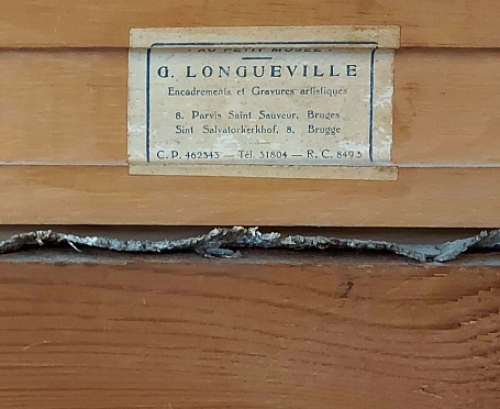 "AU PETIT MUSÉE"
G. LONGUEVILLE
Encadrements et Gravures artistiques
8. Parvis Saint Sauveur, Bruges
Sint Salvatorkerkhof, 8, Brugge
C. P. 462343 — Tél. 31804 — R. C. 8495